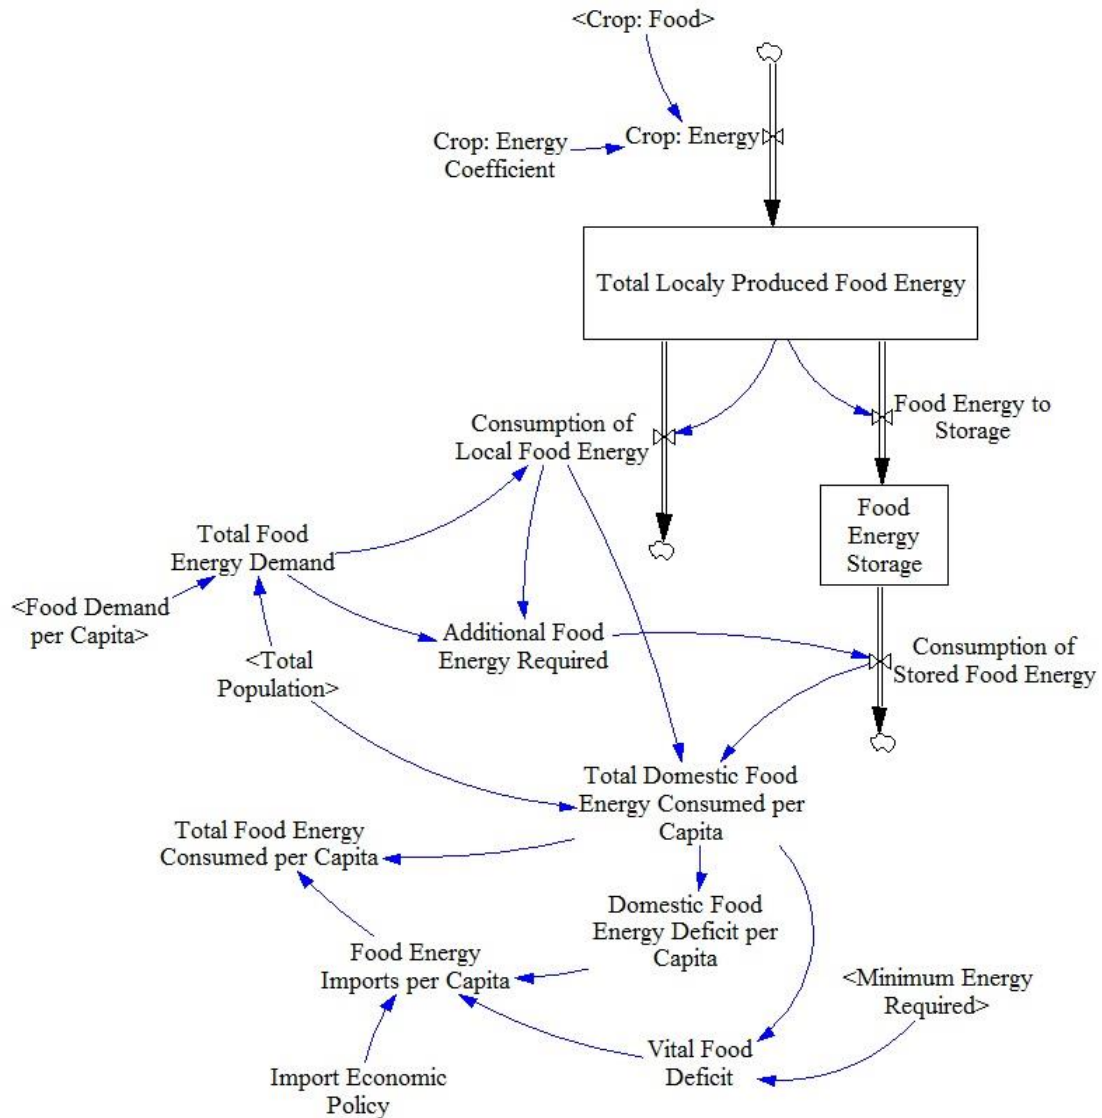 <Crop: Food>
Crop: Energy
Coefficient
Crop: Energy
Total Localy Produced Food Energy
Consumption of
Local Food Energy
Food Energy to
Storage
Food
Energy
Storage
Total Food
Energy Demand
<Food Demand
per Capita>
<Total
Population>
Additional Food
Energy Required
Consumption of
Stored Food Energy
Total Domestic Food
Energy Consumed per
Capita
Total Food Energy
Consumed per Capita
Domestic Food
Energy Deficit per
Capita
Food Energy
Imports per Capita
<Minimum Energy
Required>
Vital Food
Deficit
Import Economic
Policy